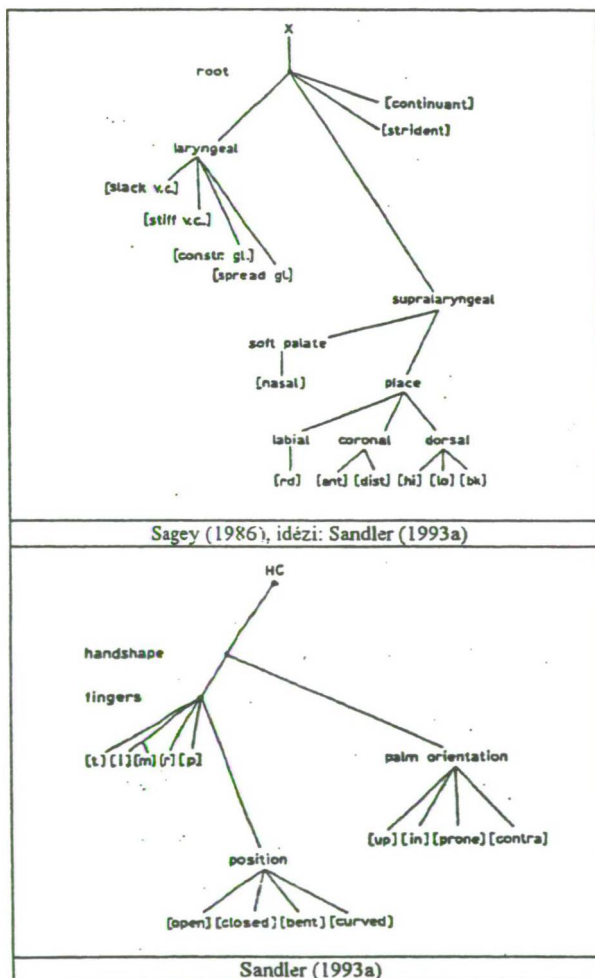 X
root
[continuant]
[strident]
laryngeal
[slack v.c.]
[stiff v.c.]
[constr. gl.]
[spread gl.]
supralaryngeal
soft palate
[nasal]
place
labial coronal dorsal
[rd] [ant] [dist] [hi] [lo] [bk]
Sagey (1986), idézi: Sandler (1993a)
HC
handshape
fingers
[t] [i] [m] [r] [p]
palm orientation
[up] [in] [prone] [contra]
position
[open] [closed] [bent] [curved]
Sandler (1993a)